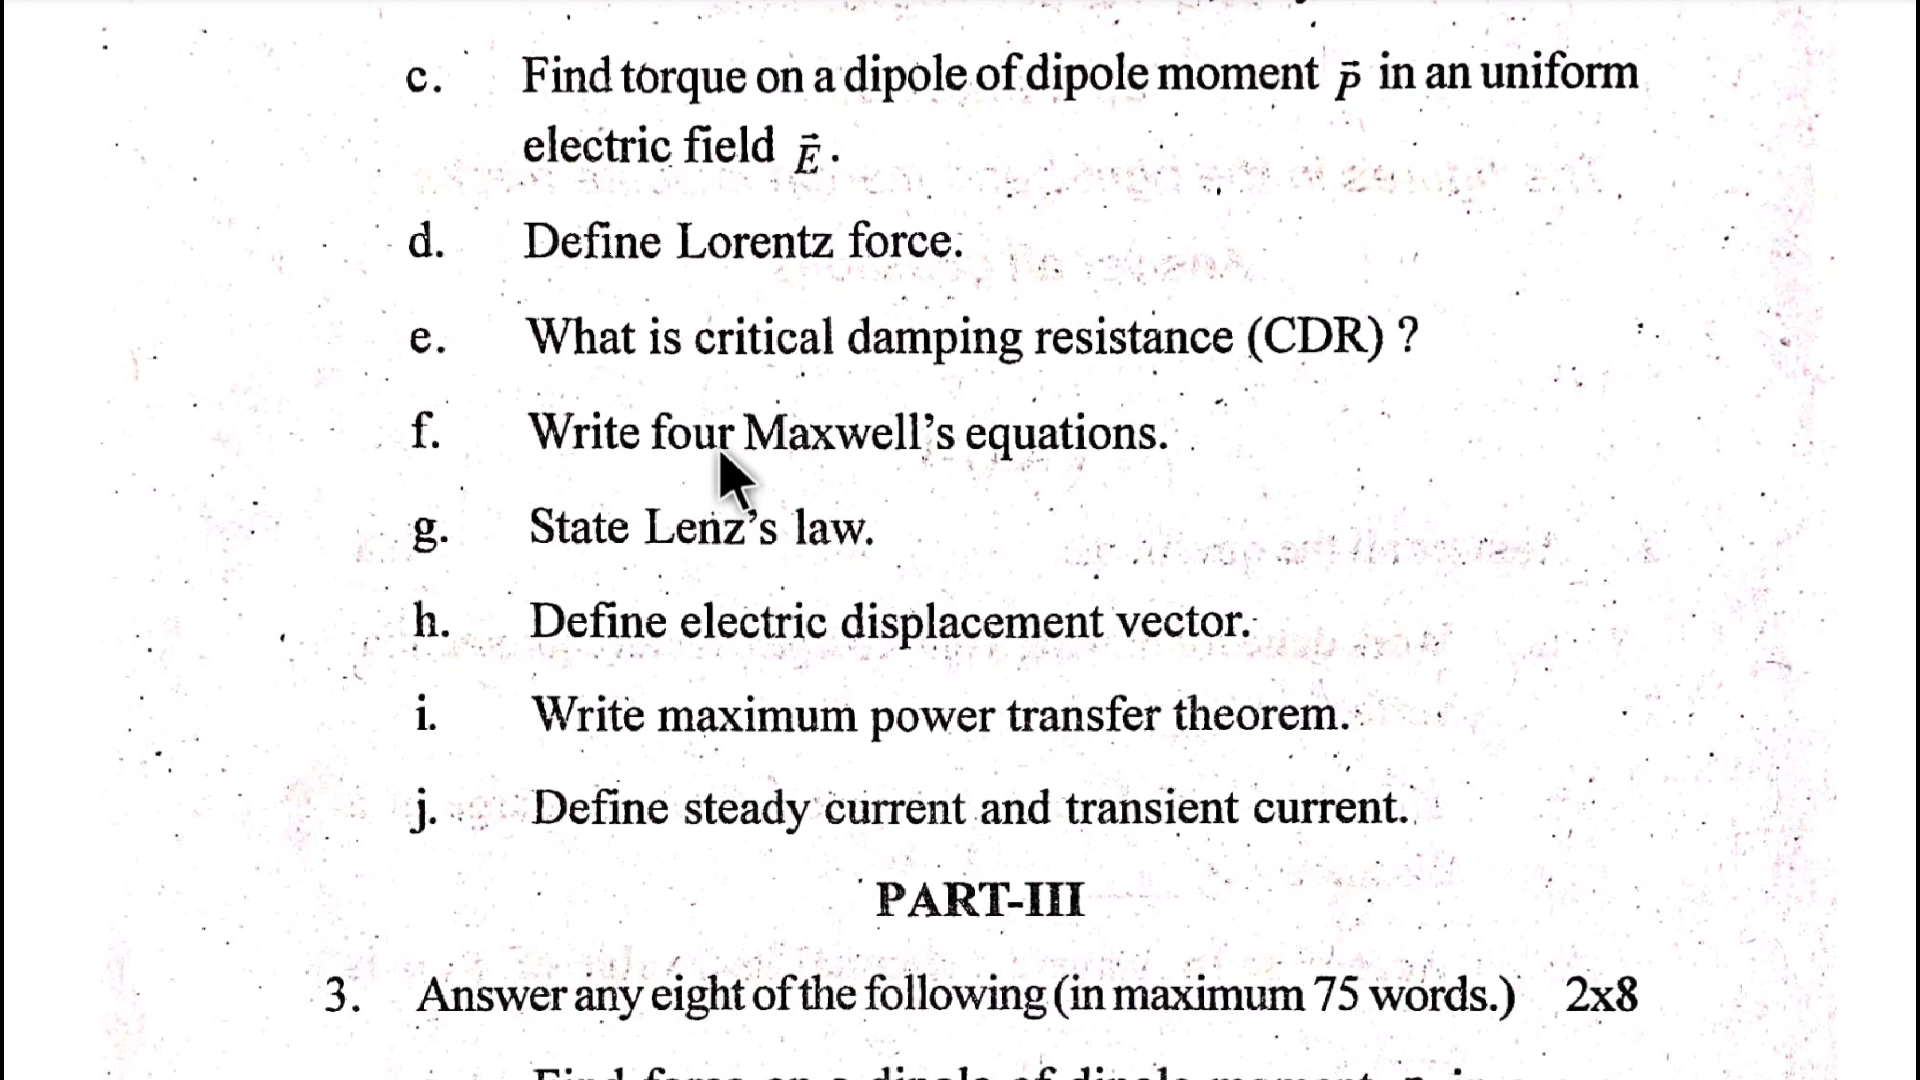 c. Find torque on a dipole of dipole moment p⃗ in an uniform
electric field E⃗.
d. Define Lorentz force.
e. What is critical damping resistance (CDR) ?
f. Write four Maxwell's equations.
g. State Lenz's law.
h. Define electric displacement vector.
i. Write maximum power transfer theorem.
j. Define steady current and transient current.
PART-III
3. Answer any eight of the following (in maximum 75 words.) 2x8